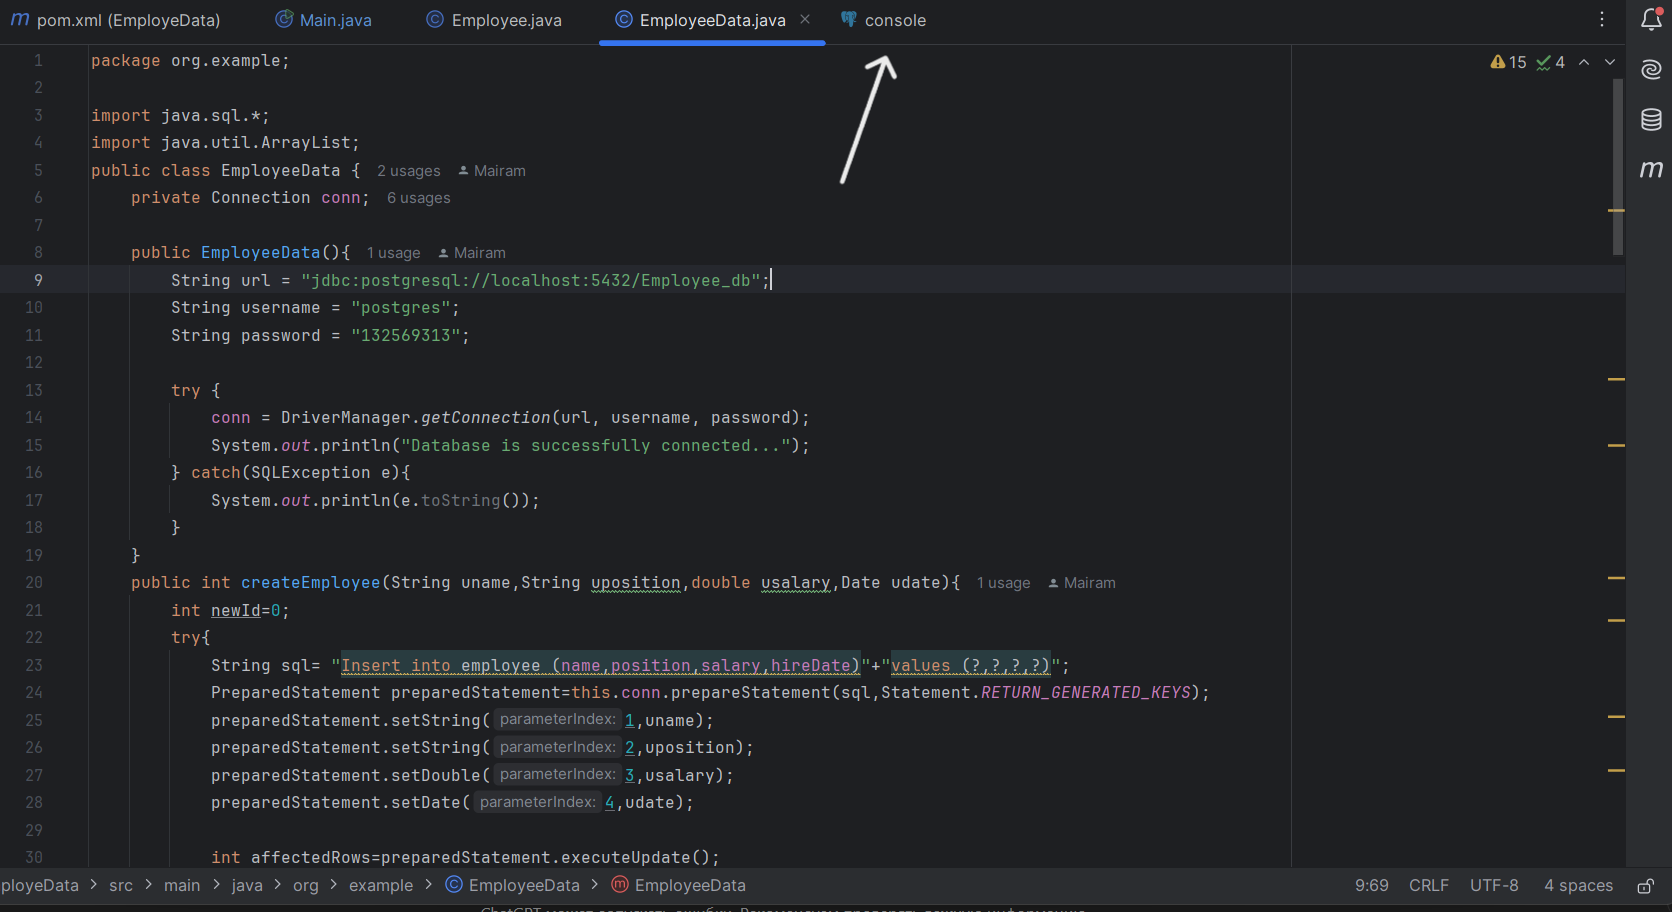 m pom.xml (EmployeData) Main.java Employee.java EmployeeData.java console
15 4
1 package org.example;
2
3 import java.sql.*;
4 import java.util.ArrayList;
5 public class EmployeeData { 2 usages Mairam
6 private Connection conn; 6 usages
7
8 public EmployeeData(){ 1 usage Mairam
9 String url = "jdbc:postgresql://localhost:5432/Employee_db";
10 String username = "postgres";
11 String password = "132569313";
12
13 try {
14 conn = DriverManager.getConnection(url, username, password);
15 System.out.println("Database is successfully connected...");
16 } catch(SQLException e){
17 System.out.println(e.toString());
18 }
19 }
20 public int createEmployee(String uname,String uposition,double usalary,Date udate){ 1 usage Mairam
21 int newId=0;
22 try{
23 String sql= "Insert into employee (name,position,salary,hireDate)"+"values (?,?,?,?)";
24 PreparedStatement preparedStatement=this.conn.prepareStatement(sql,Statement.RETURN_GENERATED_KEYS);
25 preparedStatement.setString( parameterIndex: 1,uname);
26 preparedStatement.setString( parameterIndex: 2,uposition);
27 preparedStatement.setDouble( parameterIndex: 3,usalary);
28 preparedStatement.setDate( parameterIndex: 4,udate);
29
30 int affectedRows=preparedStatement.executeUpdate();
m
ployeData > src > main > java > org > example > EmployeeData > EmployeeData 9:69 CRLF UTF-8 4 spaces